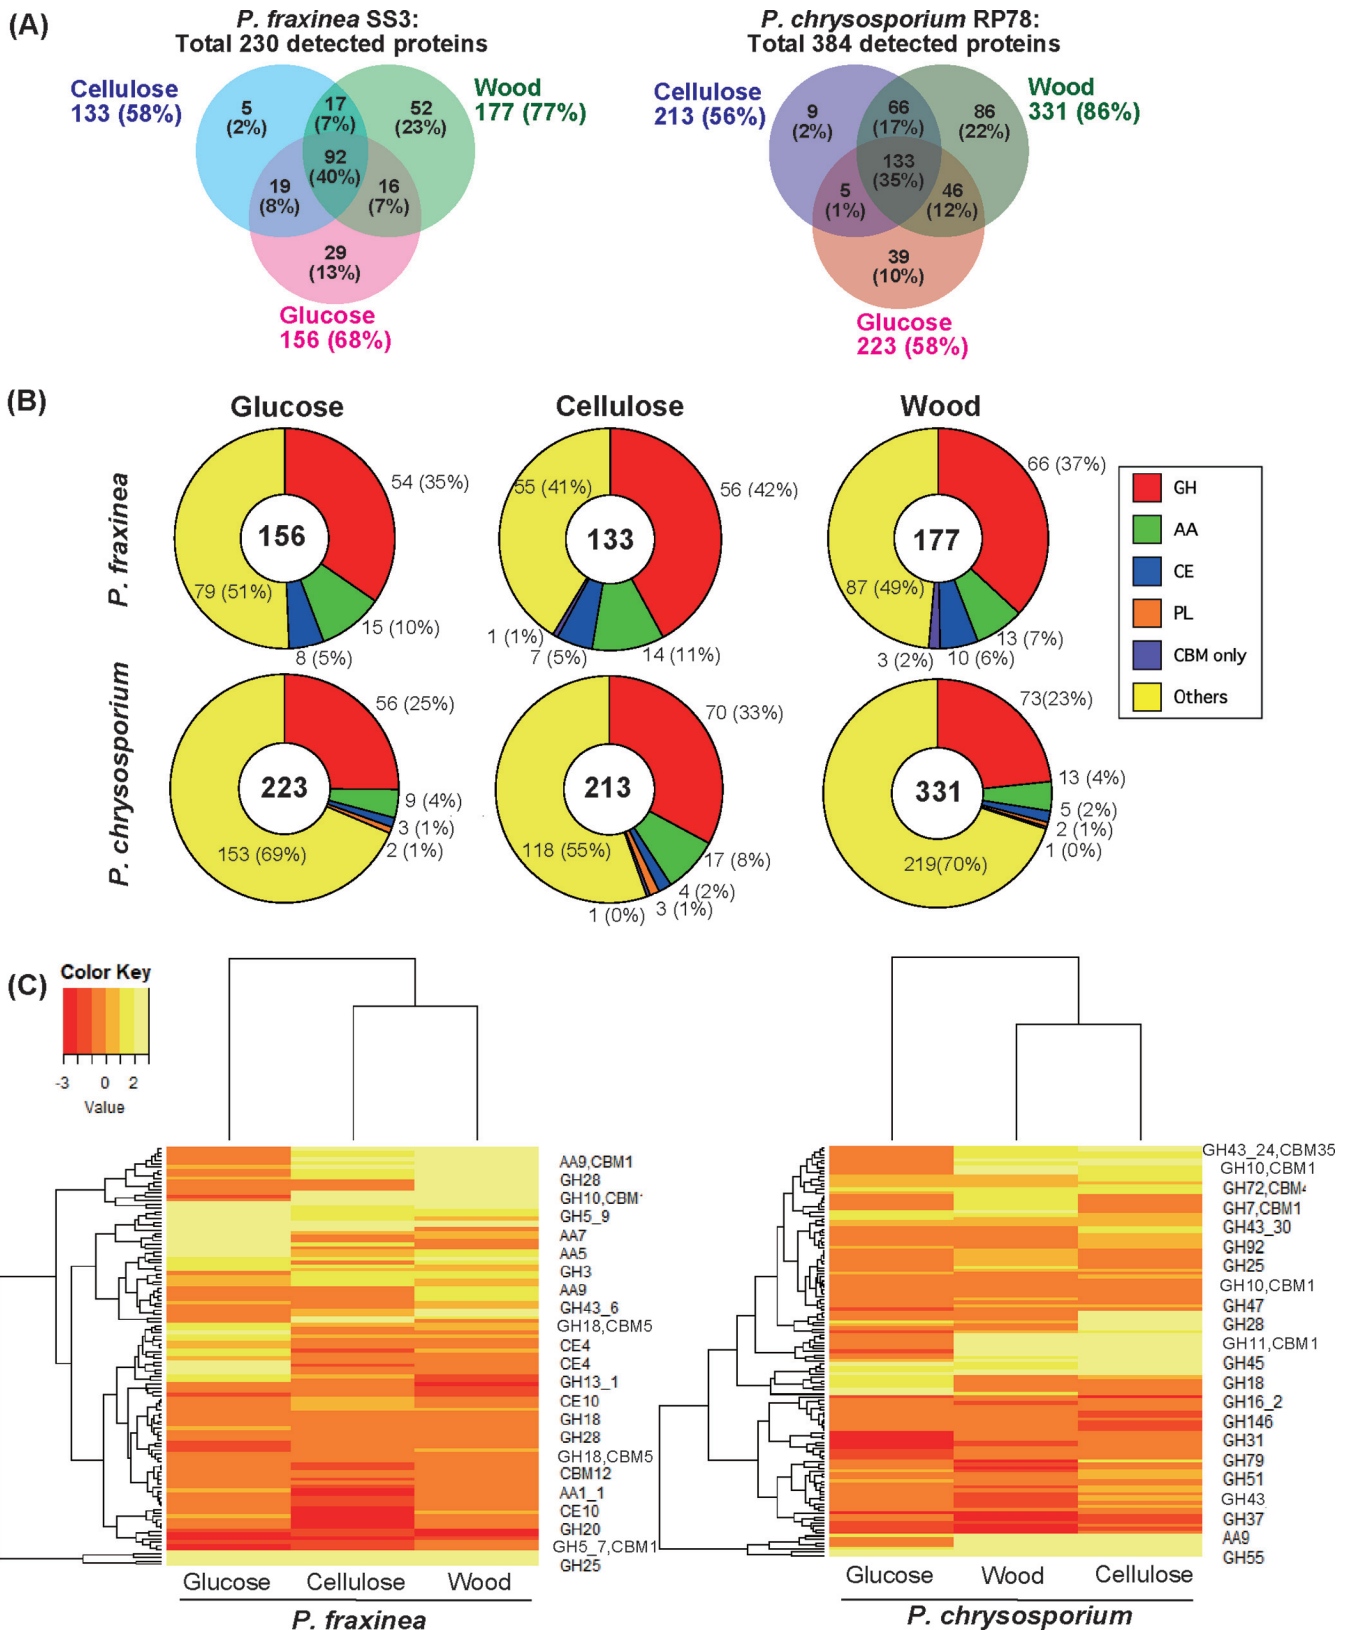 (A)
P. fraxinea SS3:
Total 230 detected proteins
Cellulose
133 (58%)
Wood
177 (77%)
5
(2%)
17
(7%)
52
(23%)
92
(40%)
19
(8%)
16
(7%)
29
(13%)
Glucose
156 (68%)
P. chrysosporium RP78:
Total 384 detected proteins
Cellulose
213 (56%)
Wood
331 (86%)
9
(2%)
66
(17%)
86
(22%)
133
(35%)
5
(1%)
46
(12%)
39
(10%)
Glucose
223 (58%)
(B)
Glucose
Cellulose
Wood
P. fraxinea
156
54 (35%)
15 (10%)
8 (5%)
79 (51%)
133
56 (42%)
14 (11%)
7 (5%)
1 (1%)
55 (41%)
177
66 (37%)
13 (7%)
10 (6%)
3 (2%)
87 (49%)
GH
AA
CE
PL
CBM only
Others
P. chrysosporium
223
56 (25%)
9 (4%)
3 (1%)
2 (1%)
153 (69%)
213
70 (33%)
17 (8%)
4 (2%)
3 (1%)
1 (0%)
118 (55%)
331
73(23%)
13 (4%)
5 (2%)
2 (1%)
1 (0%)
219(70%)
(C)
Color Key
-3 0 2
Value
AA9,CBM1
GH28
GH10,CBM
GH5_9
AA7
AA5
GH3
AA9
GH43_6
GH18,CBM5
CE4
CE4
GH13_1
CE10
GH18
GH28
GH18,CBM5
CBM12
AA1_1
CE10
GH20
GH5_7,CBM1
GH25
Glucose Cellulose Wood
P. fraxinea
GH43_24,CBM35
GH10,CBM1
GH72,CBM
GH7,CBM1
GH43_30
GH92
GH25
GH10,CBM1
GH47
GH28
GH11,CBM1
GH45
GH18
GH16_2
GH146
GH31
GH79
GH51
GH43
GH37
AA9
GH55
Glucose Wood Cellulose
P. chrysosporium